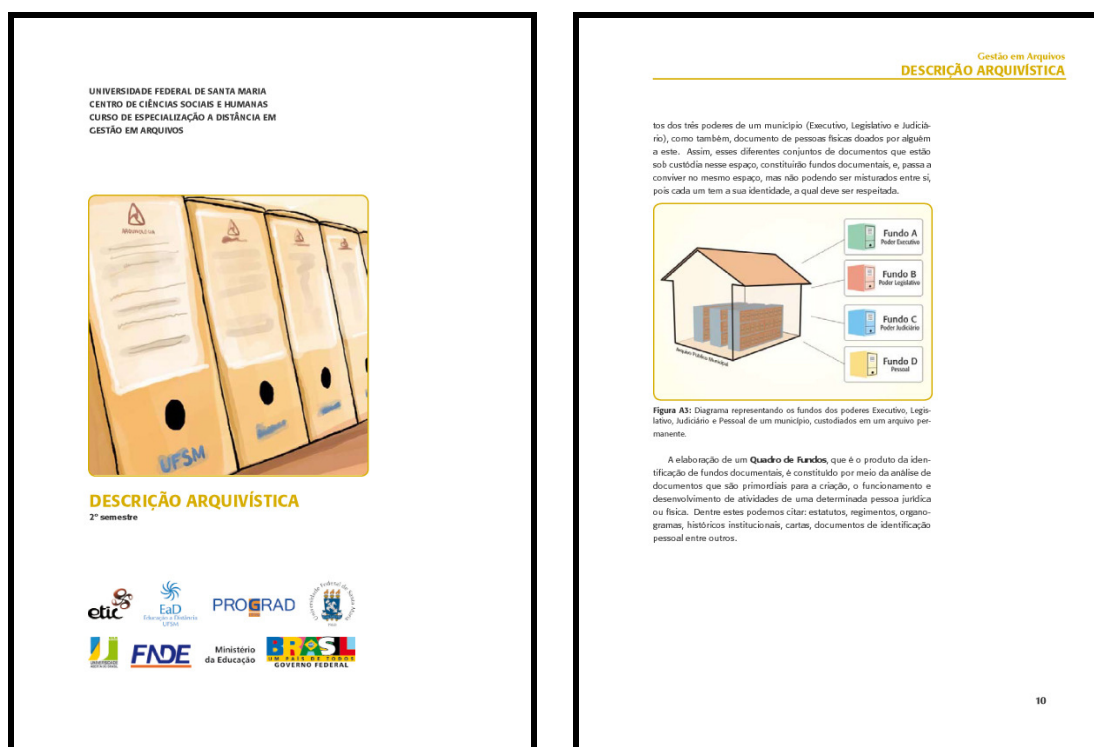 UNIVERSIDADE FEDERAL DE SANTA MARIA
CENTRO DE CIÊNCIAS SOCIAIS E HUMANAS
CURSO DE ESPECIALIZAÇÃO A DISTÂNCIA EM
GESTÃO EM ARQUIVOS
UFSM
DESCRIÇÃO ARQUIVÍSTICA
2º semestre
etic
EaD
Educação a Distância
UFSM
PROGRAD
Universidade Federal de Santa Maria
1960
UNIVERSIDADE
FNDE
Ministério
da Educação
BRASIL
UM PAÍS DE TODOS
GOVERNO FEDERAL
Gestão em Arquivos
DESCRIÇÃO ARQUIVÍSTICA
tos dos três poderes de um município (Executivo, Legislativo e Judiciá-
rio), como também, documento de pessoas físicas doados por alguém
a este. Assim, esses diferentes conjuntos de documentos que estão
sob custódia nesse espaço, constituirão fundos documentais, e, passa a
conviver no mesmo espaço, mas não podendo ser misturados entre si,
pois cada um tem a sua identidade, a qual deve ser respeitada.
Fundo A
Poder Executivo
Fundo B
Poder Legislativo
Fundo C
Poder Judiciário
Fundo D
Pessoal
Arquivo Público Municipal
Figura A3: Diagrama representando os fundos dos poderes Executivo, Legis-
lativo, Judiciário e Pessoal de um município, custodiados em um arquivo per-
manente.
A elaboração de um Quadro de Fundos, que é o produto da iden-
tificação de fundos documentais, é constituído por meio da análise de
documentos que são primordiais para a criação, o funcionamento e
desenvolvimento de atividades de uma determinada pessoa jurídica
ou física. Dentre estes podemos citar: estatutos, regimentos, organo-
gramas, históricos institucionais, cartas, documentos de identificação
pessoal entre outros.
10